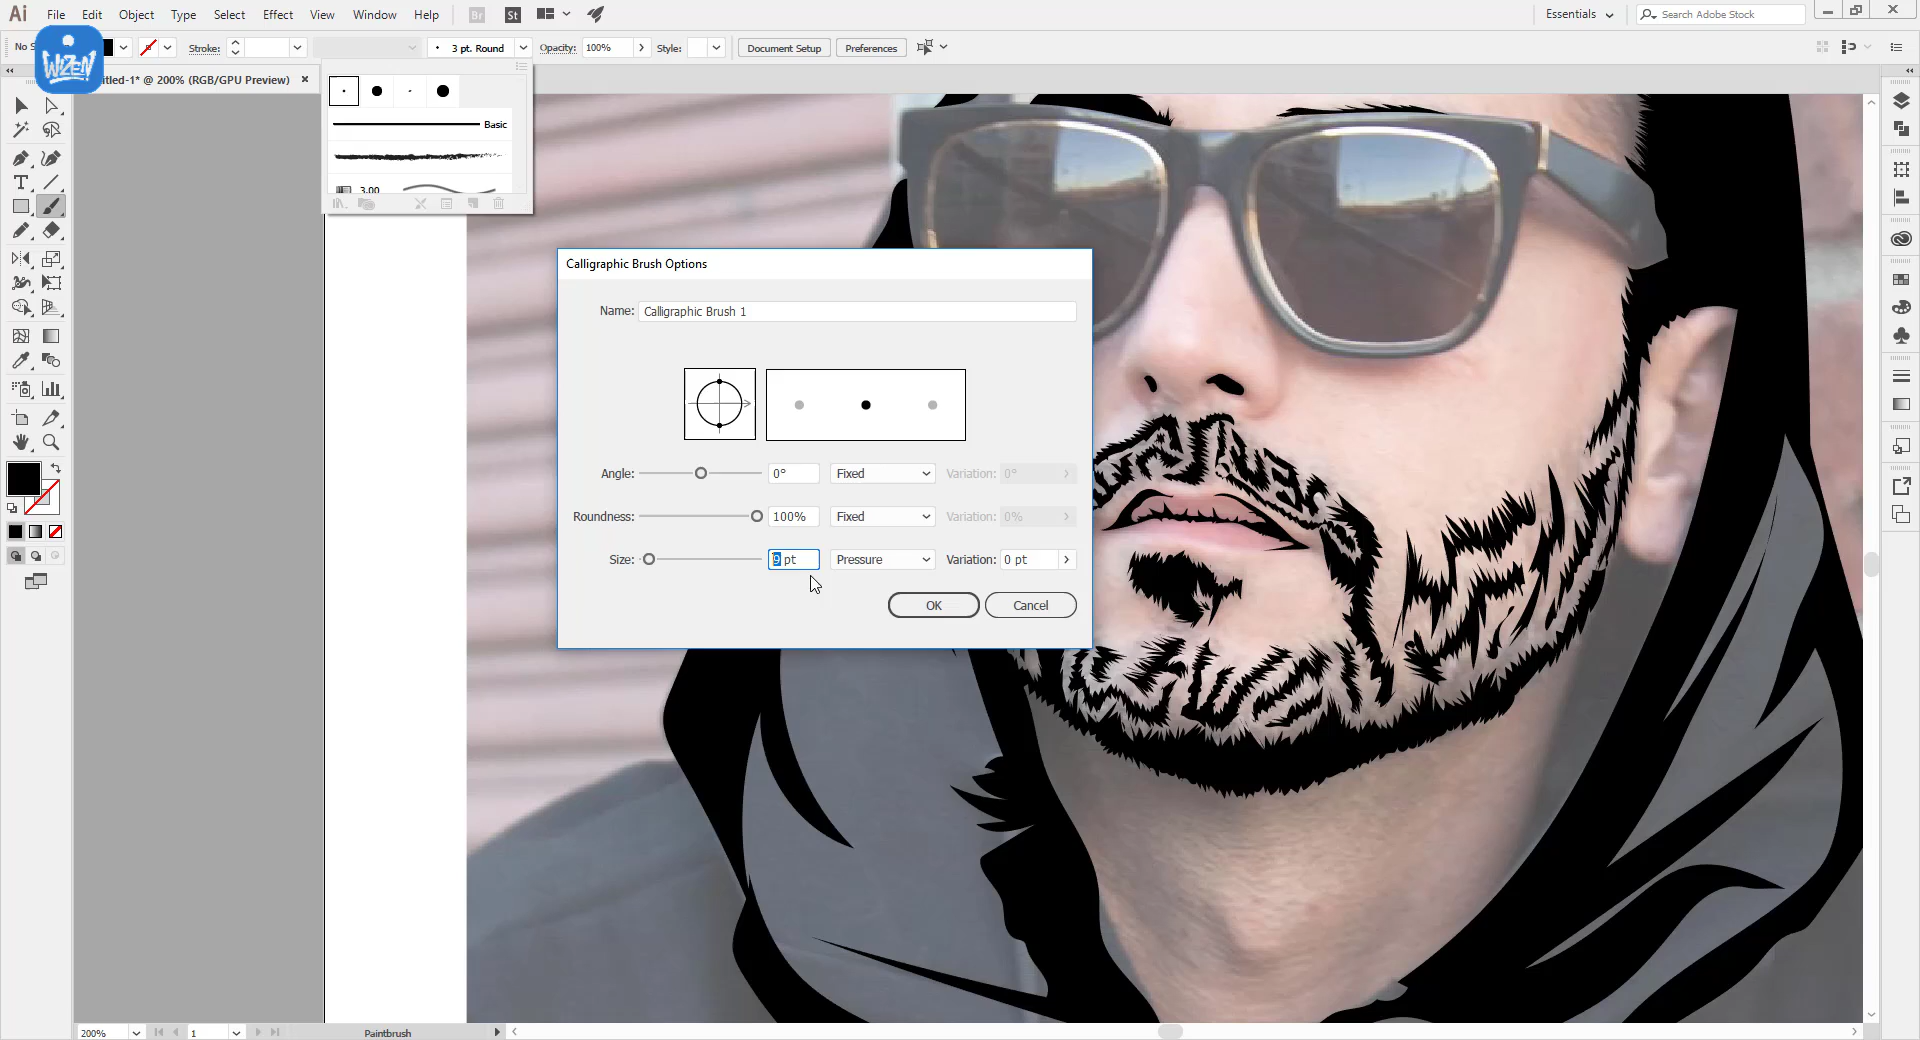 Ai File Edit Object Type Select Effect View Window Help Br St Essentials Search Adobe Stock
Stroke: 3 pt. Round Opacity: 100% Style: Document Setup Preferences
WIZEN
titled-1* @ 200% (RGB/GPU Preview)
Basic
3.00
Calligraphic Brush Options
Name: Calligraphic Brush 1
Angle: 0° Fixed Variation: 0°
Roundness: 100% Fixed Variation: 0%
Size: 9 pt Pressure Variation: 0 pt
OK Cancel
200% 1 Paintbrush